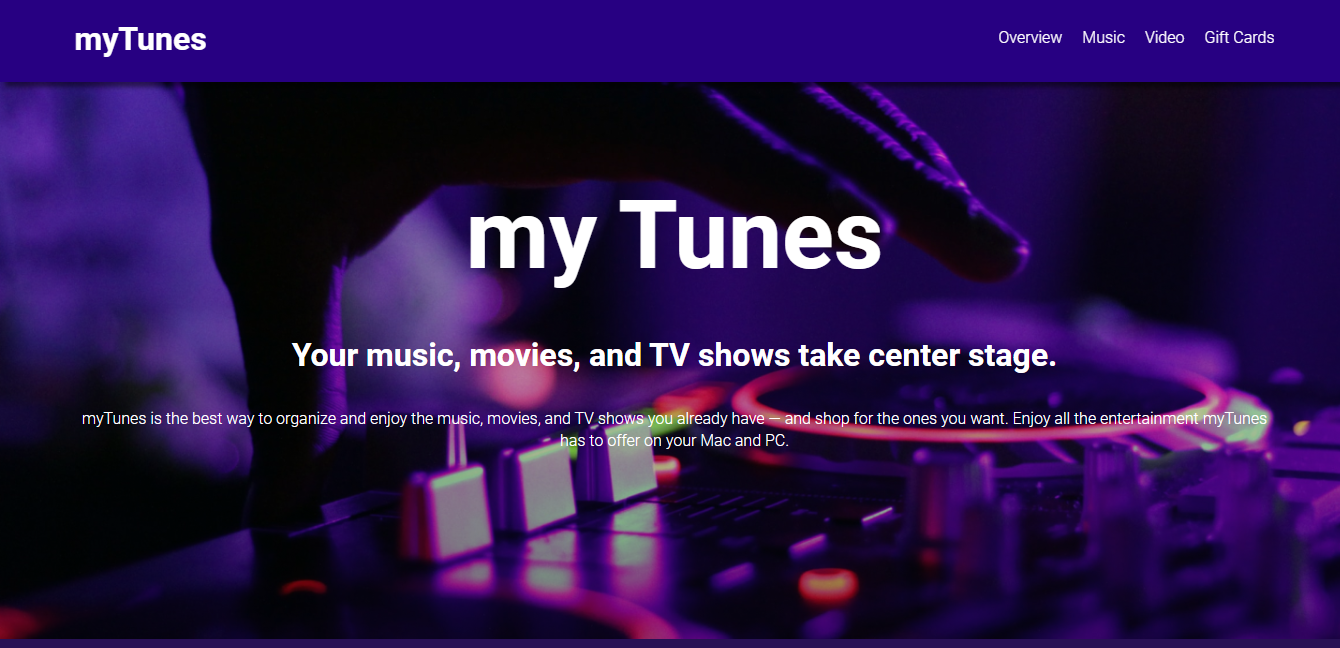 myTunes
Overview Music Video Gift Cards
my Tunes
Your music, movies, and TV shows take center stage.
myTunes is the best way to organize and enjoy the music, movies, and TV shows you already have — and shop for the ones you want. Enjoy all the entertainment myTunes
has to offer on your Mac and PC.